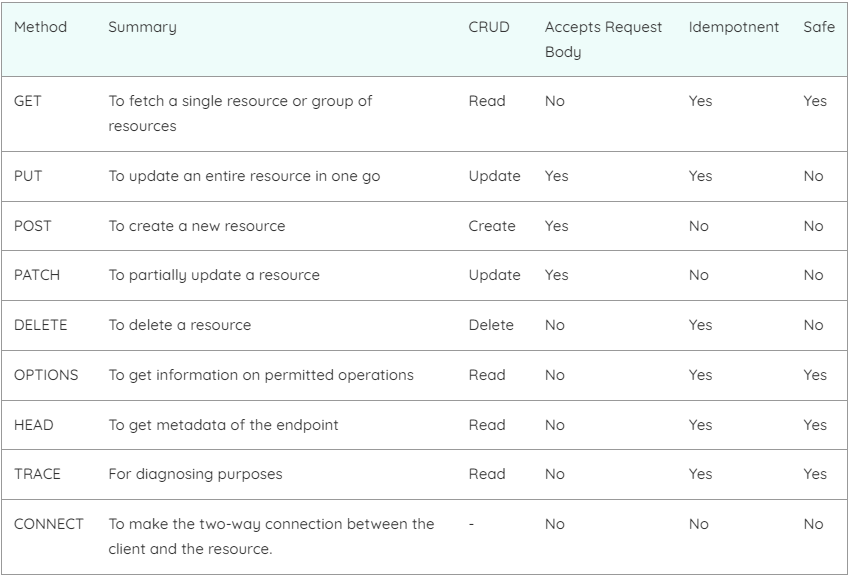 Method Summary CRUD Accepts Request Body Idempotnent Safe
GET To fetch a single resource or group of resources Read No Yes Yes
PUT To update an entire resource in one go Update Yes Yes No
POST To create a new resource Create Yes No No
PATCH To partially update a resource Update Yes No No
DELETE To delete a resource Delete No Yes No
OPTIONS To get information on permitted operations Read No Yes Yes
HEAD To get metadata of the endpoint Read No Yes Yes
TRACE For diagnosing purposes Read No Yes Yes
CONNECT To make the two-way connection between the client and the resource. - No No No